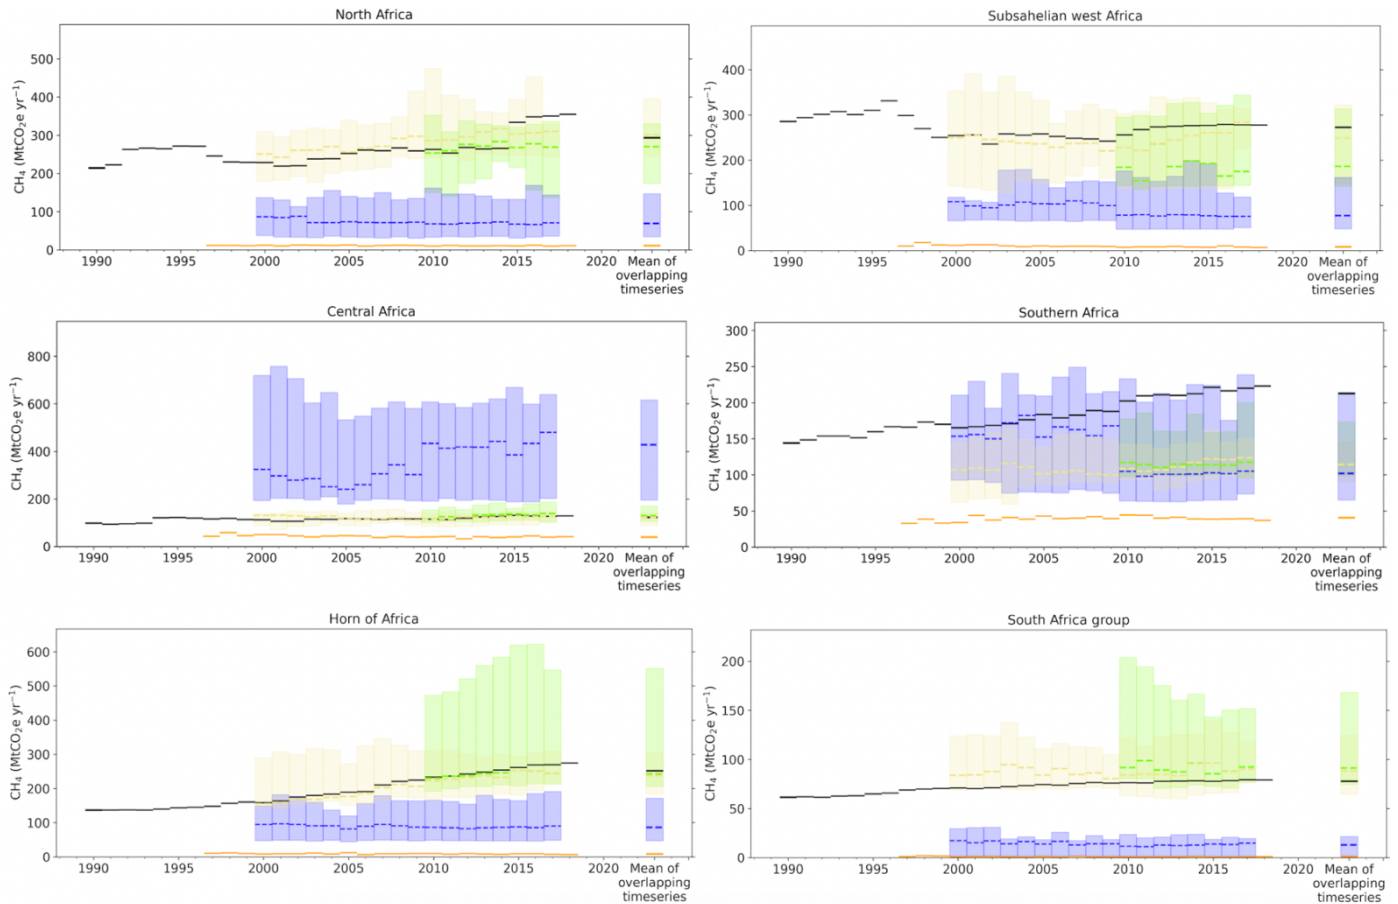 North Africa
CH₄ (MtCO₂e yr⁻¹)
500
400
300
200
100
0
1990
1995
2000
2005
2010
2015
2020
Mean of
overlapping
timeseries
Subsahelian west Africa
CH₄ (MtCO₂e yr⁻¹)
400
300
200
100
0
1990
1995
2000
2005
2010
2015
2020
Mean of
overlapping
timeseries
Central Africa
CH₄ (MtCO₂e yr⁻¹)
800
600
400
200
0
1990
1995
2000
2005
2010
2015
2020
Mean of
overlapping
timeseries
Southern Africa
CH₄ (MtCO₂e yr⁻¹)
300
250
200
150
100
50
0
1990
1995
2000
2005
2010
2015
2020
Mean of
overlapping
timeseries
Horn of Africa
CH₄ (MtCO₂e yr⁻¹)
600
500
400
300
200
100
0
1990
1995
2000
2005
2010
2015
2020
Mean of
overlapping
timeseries
South Africa group
CH₄ (MtCO₂e yr⁻¹)
200
150
100
50
0
1990
1995
2000
2005
2010
2015
2020
Mean of
overlapping
timeseries